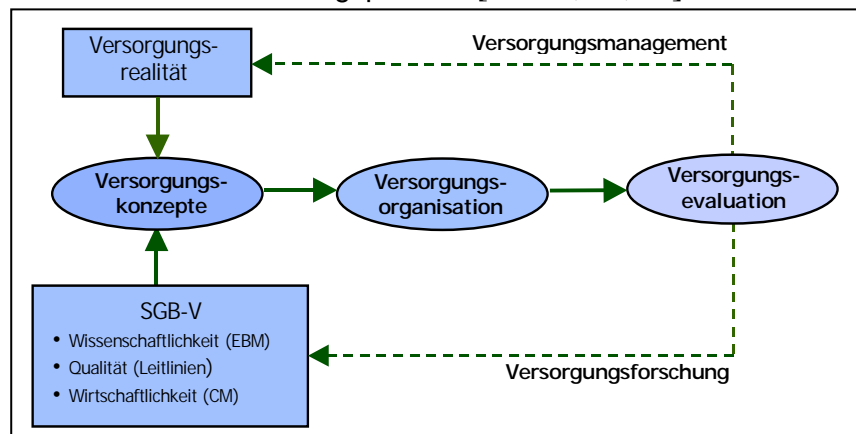 Versorgungs-
realität
Versorgungsmanagement
Versorgungs-
konzepte
Versorgungs-
organisation
Versorgungs-
evaluation
SGB-V
• Wissenschaftlichkeit (EBM)
• Qualität (Leitlinien)
• Wirtschaftlichkeit (CM)
Versorgungsforschung